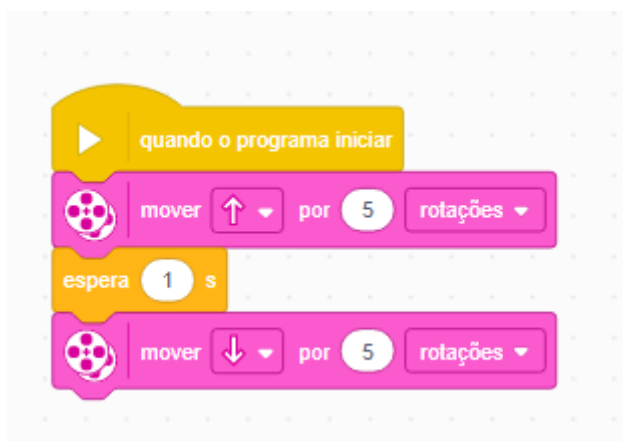 quando o programa iniciar
mover por 5 rotações
espera 1 s
mover por 5 rotações